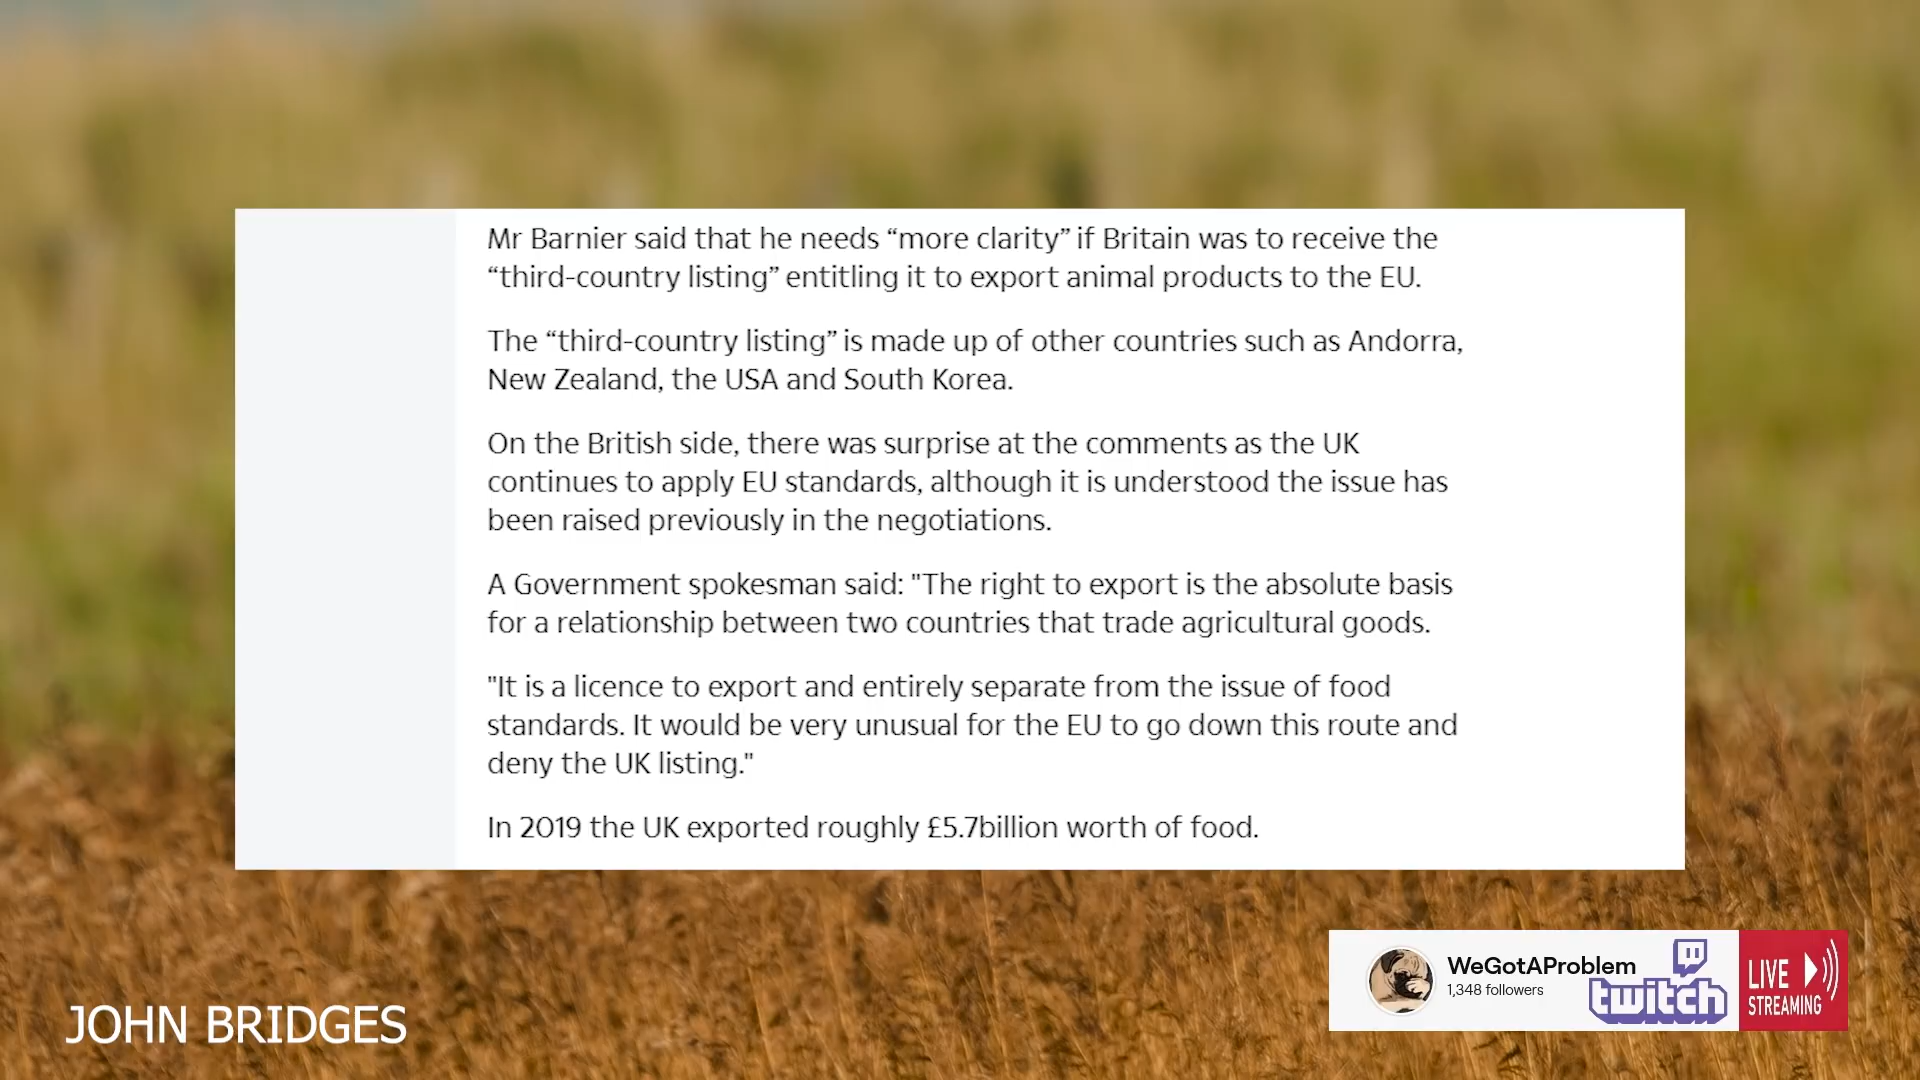 Mr Barnier said that he needs “more clarity” if Britain was to receive the
“third-country listing” entitling it to export animal products to the EU.
The “third-country listing” is made up of other countries such as Andorra,
New Zealand, the USA and South Korea.
On the British side, there was surprise at the comments as the UK
continues to apply EU standards, although it is understood the issue has
been raised previously in the negotiations.
A Government spokesman said: "The right to export is the absolute basis
for a relationship between two countries that trade agricultural goods.
"It is a licence to export and entirely separate from the issue of food
standards. It would be very unusual for the EU to go down this route and
deny the UK listing."
In 2019 the UK exported roughly £5.7billion worth of food.
WeGotAProblem
1,348 followers
twitch
LIVE
STREAMING
JOHN BRIDGES